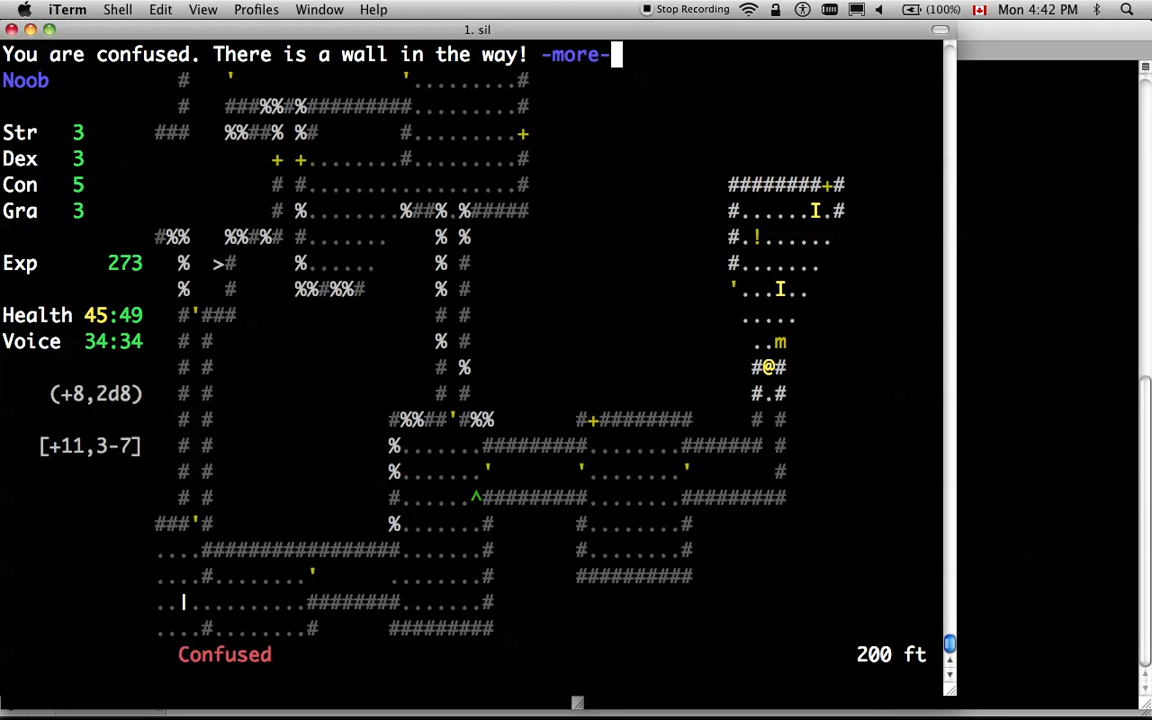 iTerm Shell Edit View Profiles Window Help Stop Recording (100%) Mon 4:42 PM
1. sil
You are confused. There is a wall in the way! -more-
Noob # ' '.........#
# ###%%#%######### .........#
Str 3 ### %%##% %# #.........+
Dex 3 + +........#.........#
Con 5 # #..................# ########+#
Gra 3 # %........%##%.%##### #......I.#
#%% %%#%# #....... % % #.!......
Exp 273 % ># %...... % # #.......
% # %%#%%# % # '...I..
Health 45:49 #'### # # .....
Voice 34:34 # # % # ..m
# # # % #@#
(+8,2d8) # # # # #.#
# # #%%##'#%% #+######## # #
[+11,3-7] # # %.......#########........####### #
# # %.......' '........' #
# # #......^#########........#########
###'# %.......# #........#
....#################.......# #........#
....#........' ........# ##########
..|..........########.......#
....#........# #########
Confused 200 ft